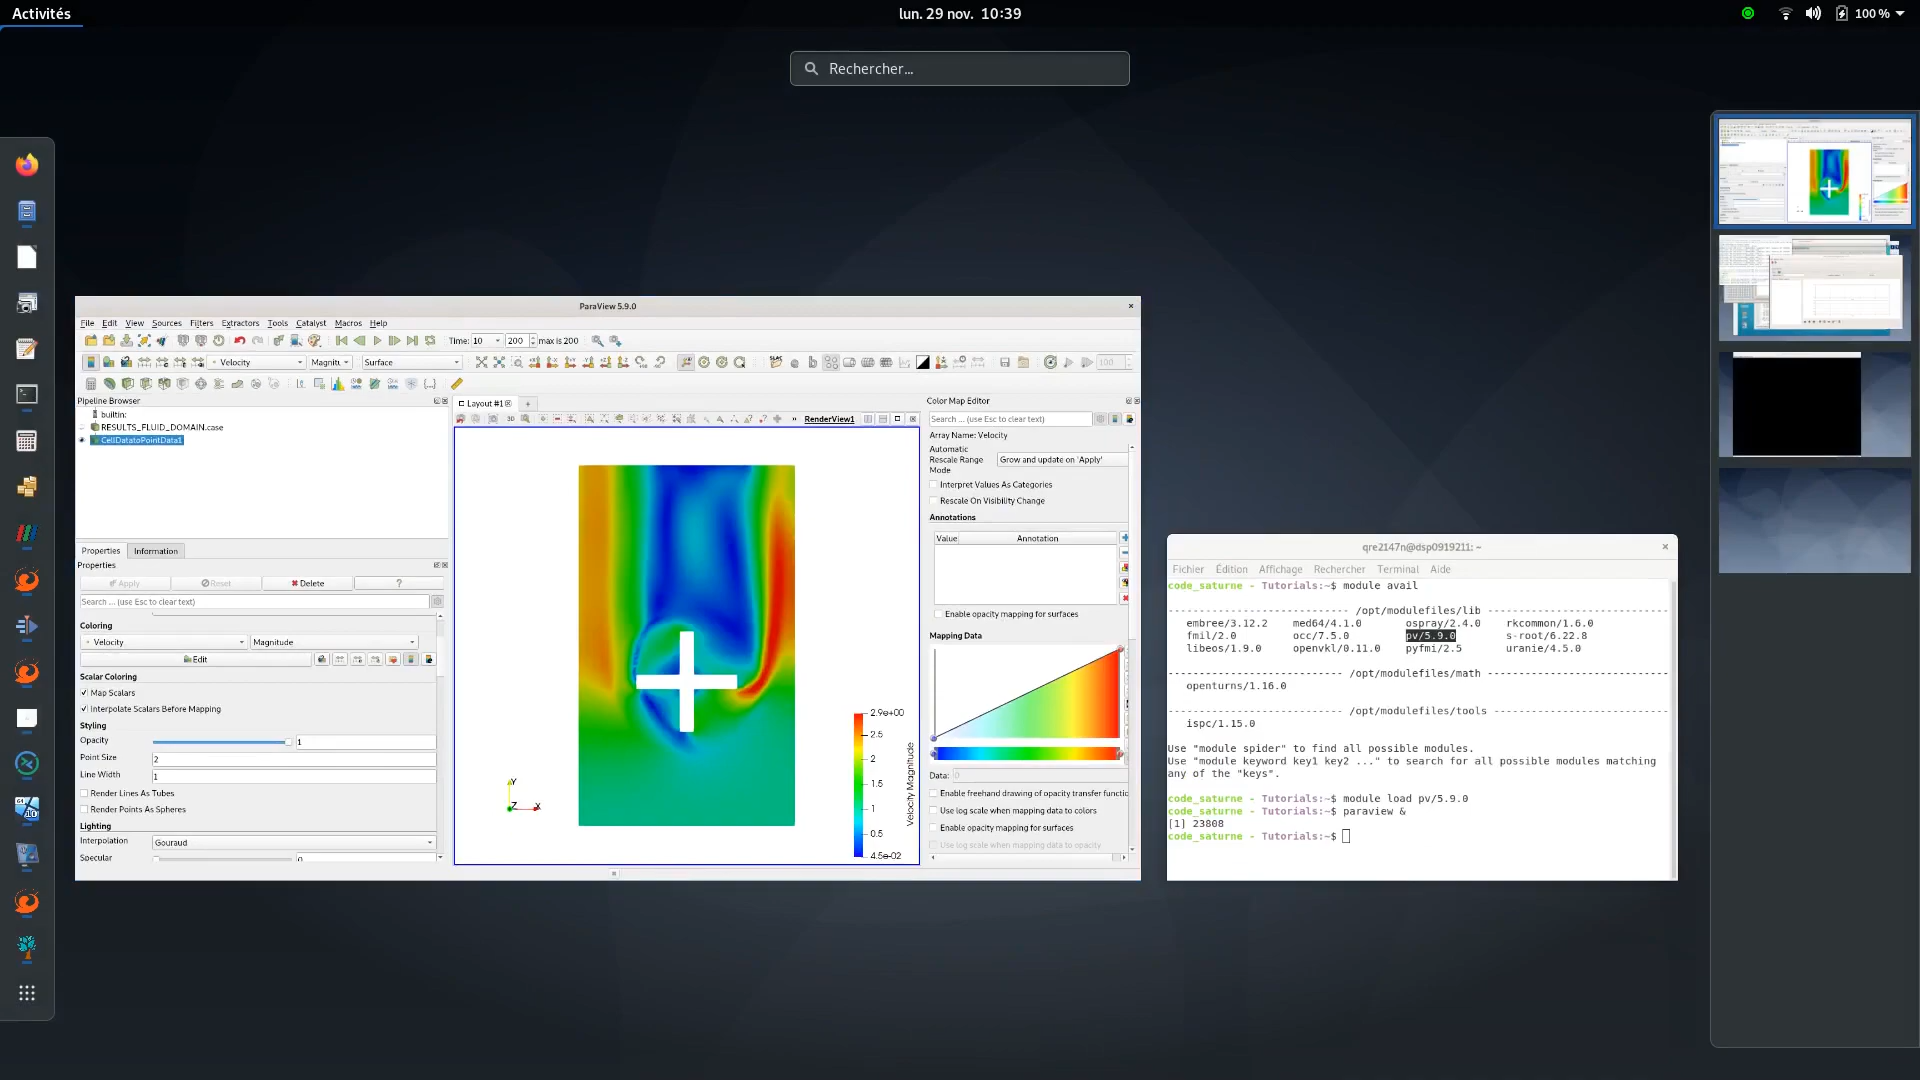 Activités
lun. 29 nov. 10:39
100 %
Rechercher...
ParaView 5.9.0
File Edit View Sources Filters Extractors Tools Catalyst Macros Help
Time: 10 200 max is 200
Velocity Magnit Surface 100
Pipeline Browser
builtin:
RESULTS_FLUID_DOMAIN.case
CellDatatoPointData1
Properties Information
Properties
Apply Reset Delete ?
Search ... (use Esc to clear text)
Coloring
Velocity Magnitude
Edit
Scalar Coloring
Map Scalars
Interpolate Scalars Before Mapping
Styling
Opacity 1
Point Size 2
Line Width 1
Render Lines As Tubes
Render Points As Spheres
Lighting
Interpolation Gouraud
Specular 0
Layout #1
3D RenderView1
Y
Z X
2.9e+00
2.5
2
1.5
1
0.5
4.5e-02
Velocity Magnitude
Color Map Editor
Search ... (use Esc to clear text)
Array Name: Velocity
Automatic
Rescale Range
Mode
Grow and update on 'Apply'
Interpret Values As Categories
Rescale On Visibility Change
Annotations
Value Annotation
Enable opacity mapping for surfaces
Mapping Data
Data: 0
Enable freehand drawing of opacity transfer functio
Use log scale when mapping data to colors
Enable opacity mapping for surfaces
Use log scale when mapping data to opacity
qre2147n@dsp0919211: ~
Fichier Édition Affichage Rechercher Terminal Aide
code_saturne - Tutorials:~$ module avail
---------------------------- /opt/modulefiles/lib -----------------------------
embree/3.12.2 med64/4.1.0 ospray/2.4.0 rkcommon/1.6.0
fmil/2.0 occ/7.5.0 pv/5.9.0 s-root/6.22.8
libeos/1.9.0 openvkl/0.11.0 pyfmi/2.5 uranie/4.5.0
---------------------------- /opt/modulefiles/math ----------------------------
openturns/1.16.0
---------------------------- /opt/modulefiles/tools ----------------------------
ispc/1.15.0
Use "module spider" to find all possible modules.
Use "module keyword key1 key2 ..." to search for all possible modules matching
any of the "keys".
code_saturne - Tutorials:~$ module load pv/5.9.0
code_saturne - Tutorials:~$ paraview &
[1] 23808
code_saturne - Tutorials:~$